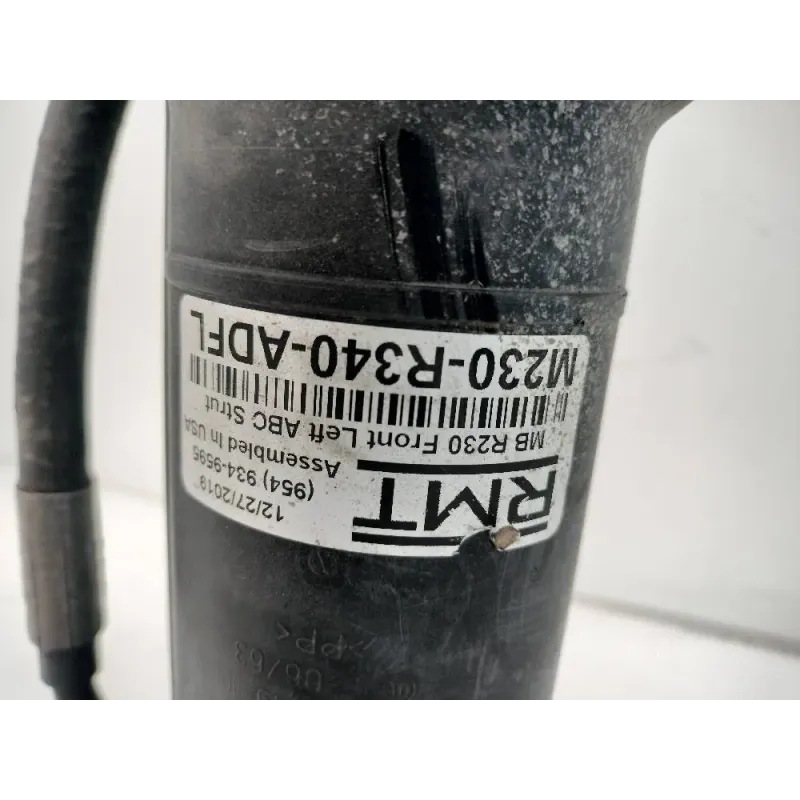 RMT
12/27/2019
(954) 934-9595
Assembled In USA
MB R230 Front Left ABC Strut
M230-R340-ADFL
>PP<